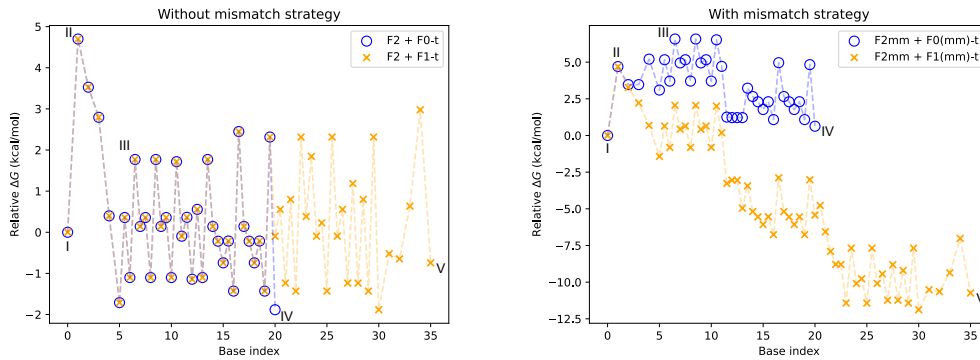 Without mismatch strategy
Relative ΔG (kcal/mol)
5
4
3
2
1
0
−1
−2
0 5 10 15 20 25 30 35
Base index
F2 + F0-t
F2 + F1-t
I
II
III
IV
V
With mismatch strategy
Relative ΔG (kcal/mol)
5.0
2.5
0.0
−2.5
−5.0
−7.5
−10.0
−12.5
0 5 10 15 20 25 30 35
Base index
F2mm + F0(mm)-t
F2mm + F1(mm)-t
I
II
III
IV